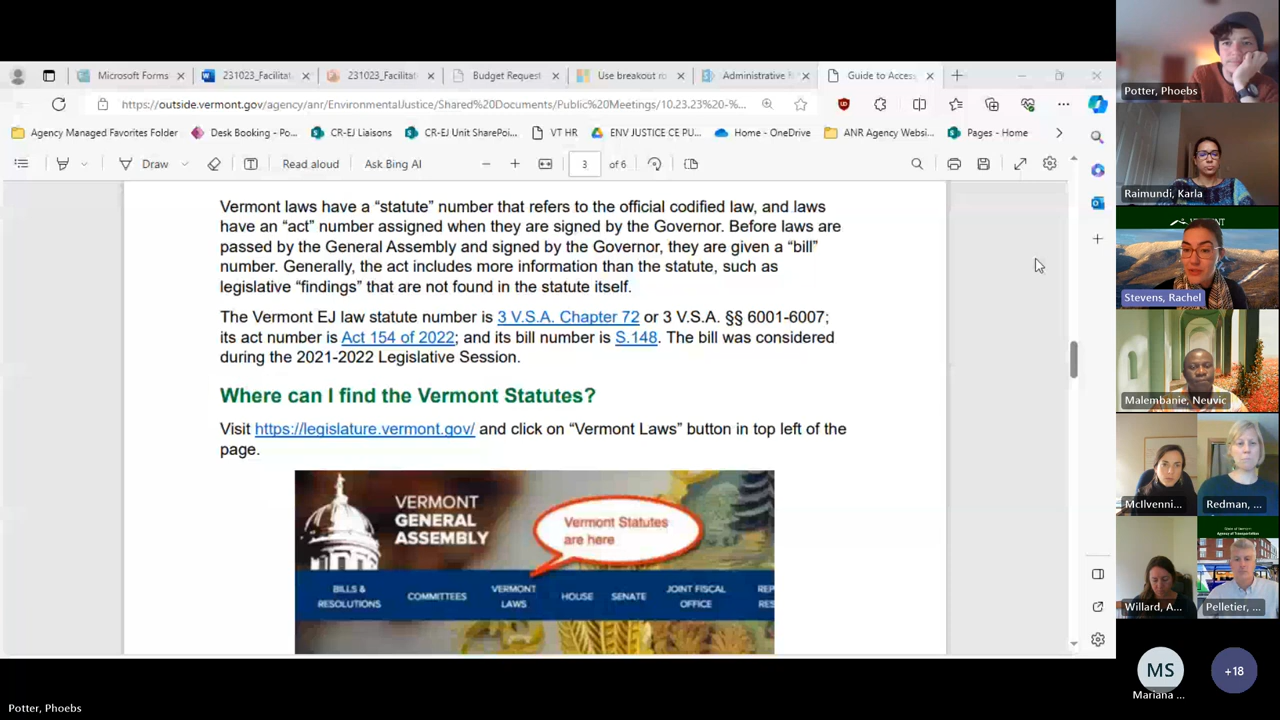 Microsoft Forms
231023_Facilitat
231023_Facilitat
Budget Request
Use breakout ro
Administrative R
Guide to Acces
https://outside.vermont.gov/agency/anr/EnvironmentalJustice/Shared%20Documents/Public%20Meetings/10.23.23%20-%...
Agency Managed Favorites Folder
Desk Booking - Po...
CR-EJ Liaisons
CR-EJ Unit SharePoi...
VT HR
ENV JUSTICE CE PU...
Home - OneDrive
ANR Agency Websi...
Pages - Home
Draw
Read aloud
Ask Bing AI
3 of 6
Vermont laws have a “statute” number that refers to the official codified law, and laws
have an “act” number assigned when they are signed by the Governor. Before laws are
passed by the General Assembly and signed by the Governor, they are given a “bill”
number. Generally, the act includes more information than the statute, such as
legislative “findings” that are not found in the statute itself.
The Vermont EJ law statute number is 3 V.S.A. Chapter 72 or 3 V.S.A. §§ 6001-6007;
its act number is Act 154 of 2022; and its bill number is S.148. The bill was considered
during the 2021-2022 Legislative Session.
Where can I find the Vermont Statutes?
Visit https://legislature.vermont.gov/ and click on “Vermont Laws” button in top left of the
page.
VERMONT
GENERAL
ASSEMBLY
Vermont Statutes
are here
BILLS &
RESOLUTIONS
COMMITTEES
VERMONT
LAWS
HOUSE
SENATE
JOINT FISCAL
OFFICE
REP
RES
Potter, Phoebs
Raimundi, Karla
VERMONT
Stevens, Rachel
Malembanie, Neuvic
McIlvenni...
Redman, ...
State of Vermont
Agency of Transportation
Willard, A...
Pelletier, ...
MS
Mariana ...
+18
Potter, Phoebs